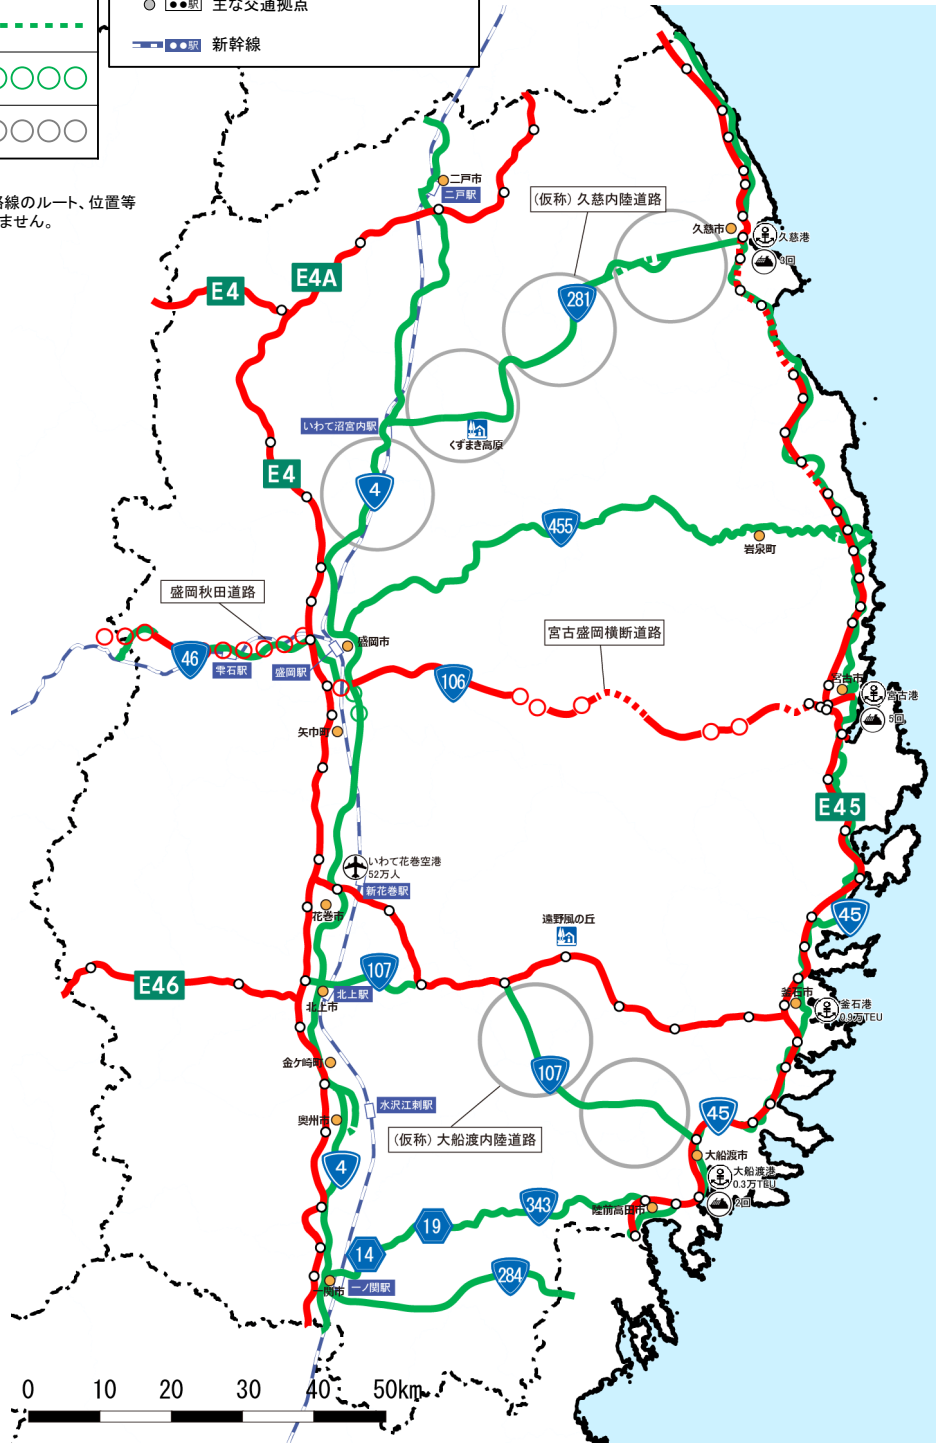 ●●駅 主な交通拠点
●●駅 新幹線
路線のルート、位置等
ません。
二戸市
二戸駅
(仮称) 久慈内陸道路
久慈市
久慈港
3回
E4A
E4
281
いわて沼宮内駅
くずまき高原
E4
4
455
岩泉町
盛岡秋田道路
宮古盛岡横断道路
盛岡市
46
雫石駅
盛岡駅
106
宮古市
宮古港
5回
矢巾町
E45
いわて花巻空港
52万人
新花巻駅
花巻市
45
遠野風の丘
107
E46
北上駅
北上市
釜石市
釜石港
0.9万TEU
金ケ崎町
107
水沢江刺駅
奥州市
45
(仮称) 大船渡内陸道路
大船渡市
4
大船渡港
0.3万TEU
2回
343
陸前高田市
19
14
284
一関市
一ノ関駅
0 10 20 30 40 50km